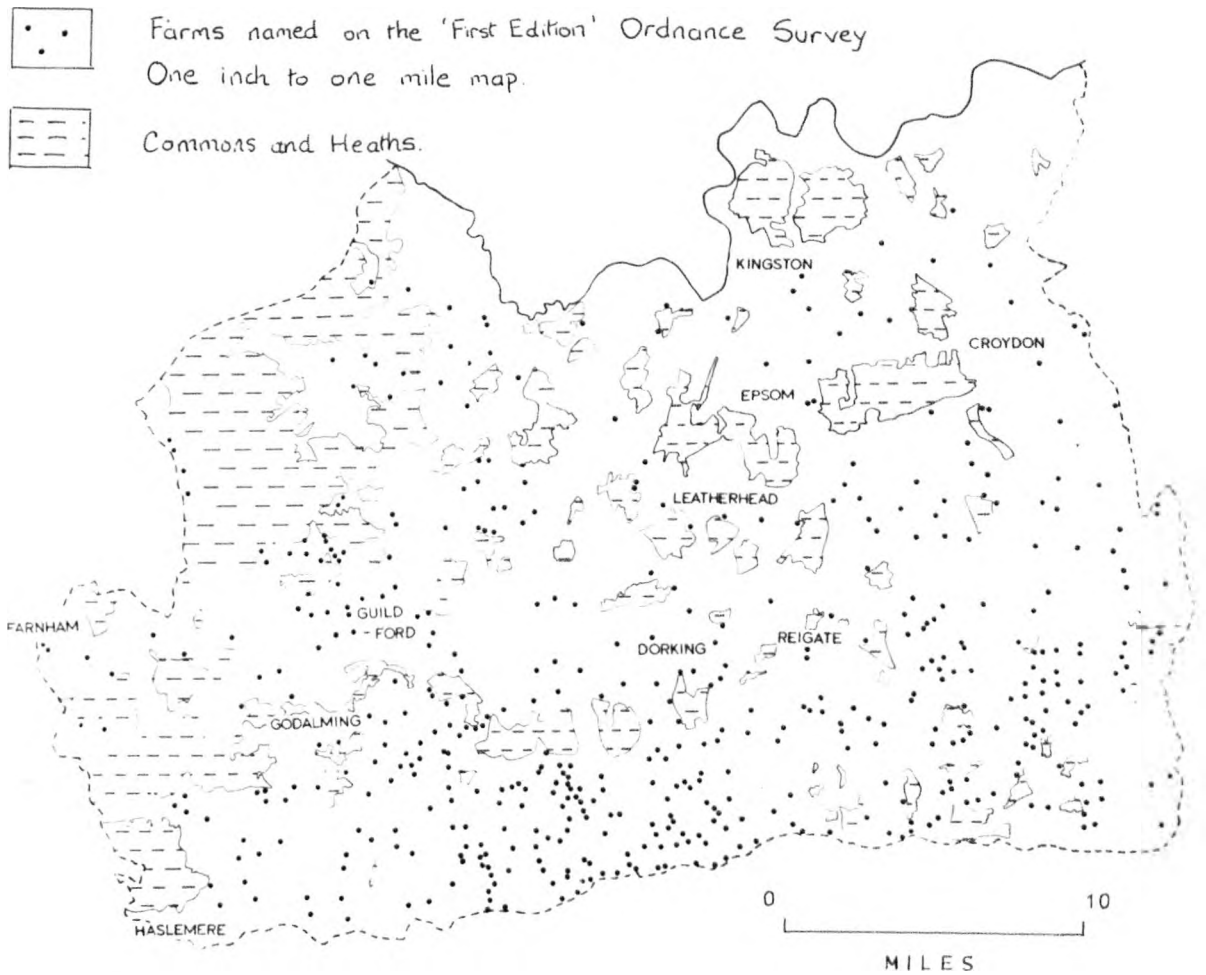 Farms named on the 'First Edition' Ordnance Survey
One inch to one mile map.
Commons and Heaths.
KINGSTON
CROYDON
EPSOM
LEATHERHEAD
GUILD
-FORD
FARNHAM
DORKING
REIGATE
GODALMING
HASLEMERE
0 10
MILES